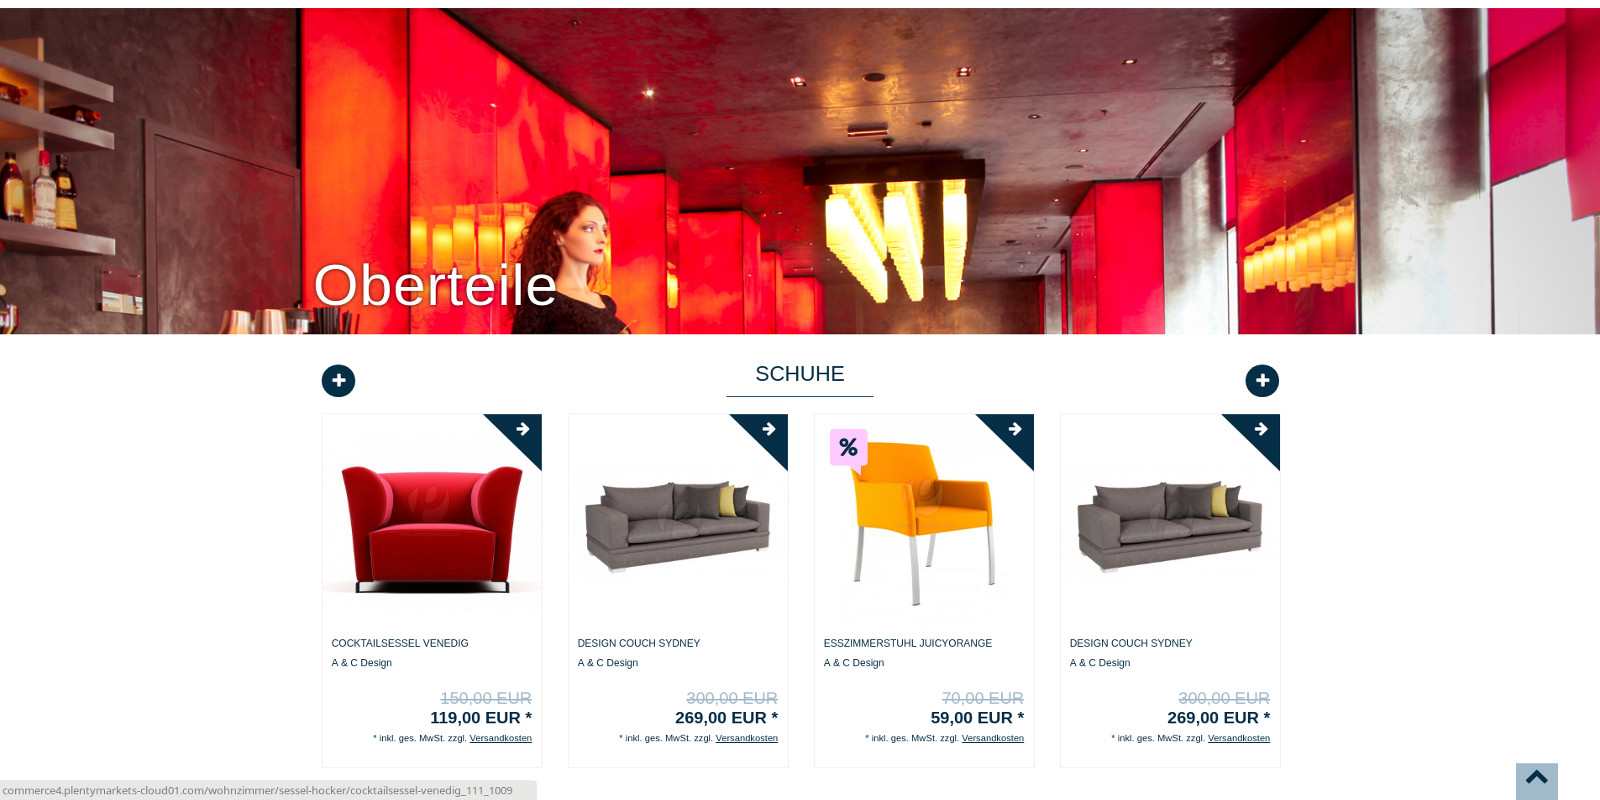 Oberteile
SCHUHE
%
COCKTAILSESSEL VENEDIG
A & C Design
150,00 EUR
119,00 EUR *
* inkl. ges. MwSt. zzgl. Versandkosten
DESIGN COUCH SYDNEY
A & C Design
300,00 EUR
269,00 EUR *
* inkl. ges. MwSt. zzgl. Versandkosten
ESSZIMMERSTUHL JUICYORANGE
A & C Design
70,00 EUR
59,00 EUR *
* inkl. ges. MwSt. zzgl. Versandkosten
DESIGN COUCH SYDNEY
A & C Design
300,00 EUR
269,00 EUR *
* inkl. ges. MwSt. zzgl. Versandkosten
commerce4.plentymarkets-cloud01.com/wohnzimmer/sessel-hocker/cocktailsessel-venedig_111_1009